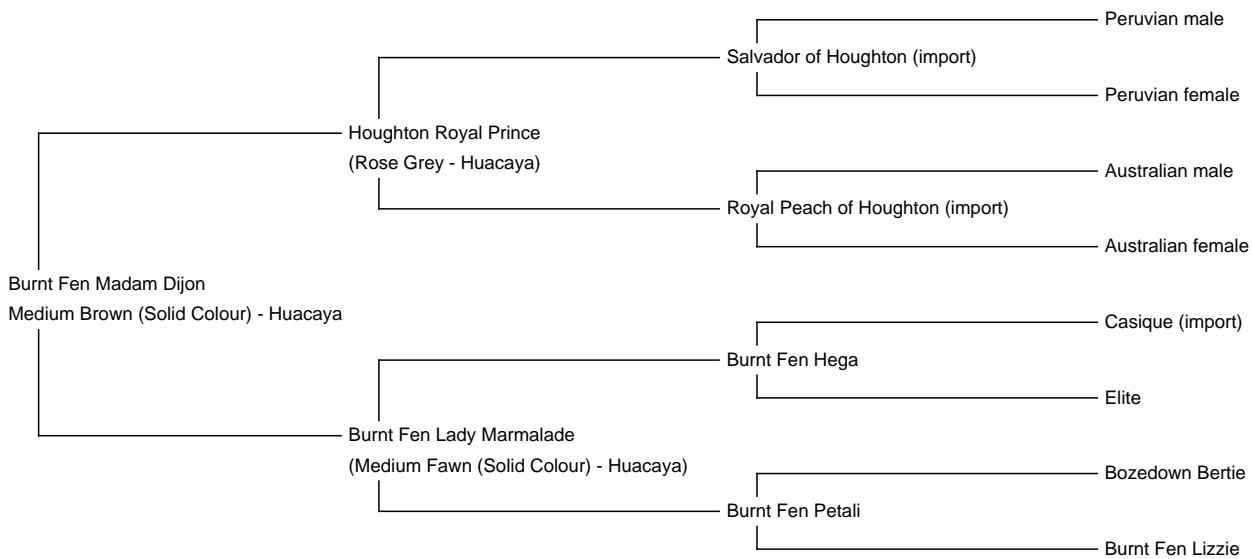 Peruvian male
Salvador of Houghton (import)
Peruvian female
Houghton Royal Prince
(Rose Grey - Huacaya)
Australian male
Royal Peach of Houghton (import)
Australian female
Burnt Fen Madam Dijon
Medium Brown (Solid Colour) - Huacaya
Casique (import)
Burnt Fen Hega
Elite
Burnt Fen Lady Marmalade
(Medium Fawn (Solid Colour) - Huacaya)
Bozedown Bertie
Burnt Fen Petali
Burnt Fen Lizzie